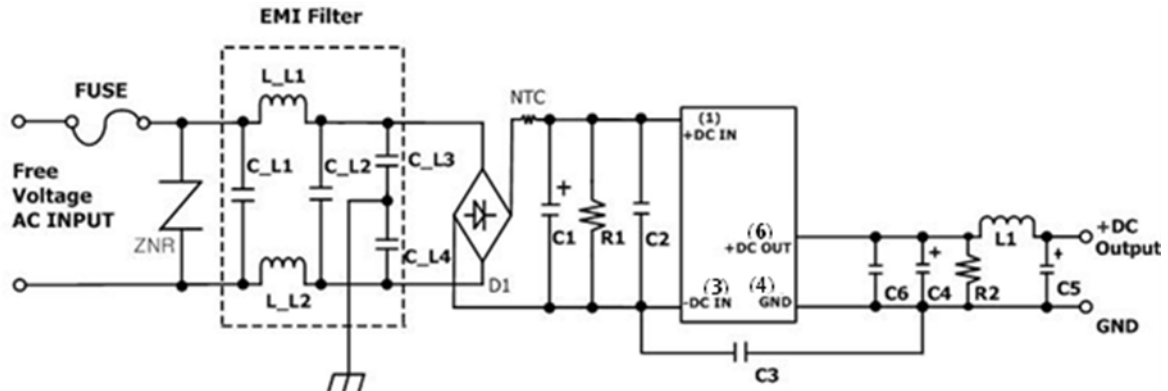 EMI Filter
FUSE
L_L1
NTC
(1)
+DC IN
C_L1
C_L2
C_L3
Free
Voltage
AC INPUT
ZNR
C_L4
L_L2
D1
C1
R1
C2
(6)
+DC OUT
(3)
-DC IN
(4)
GND
C6
C4
R2
L1
C5
+DC
Output
GND
C3